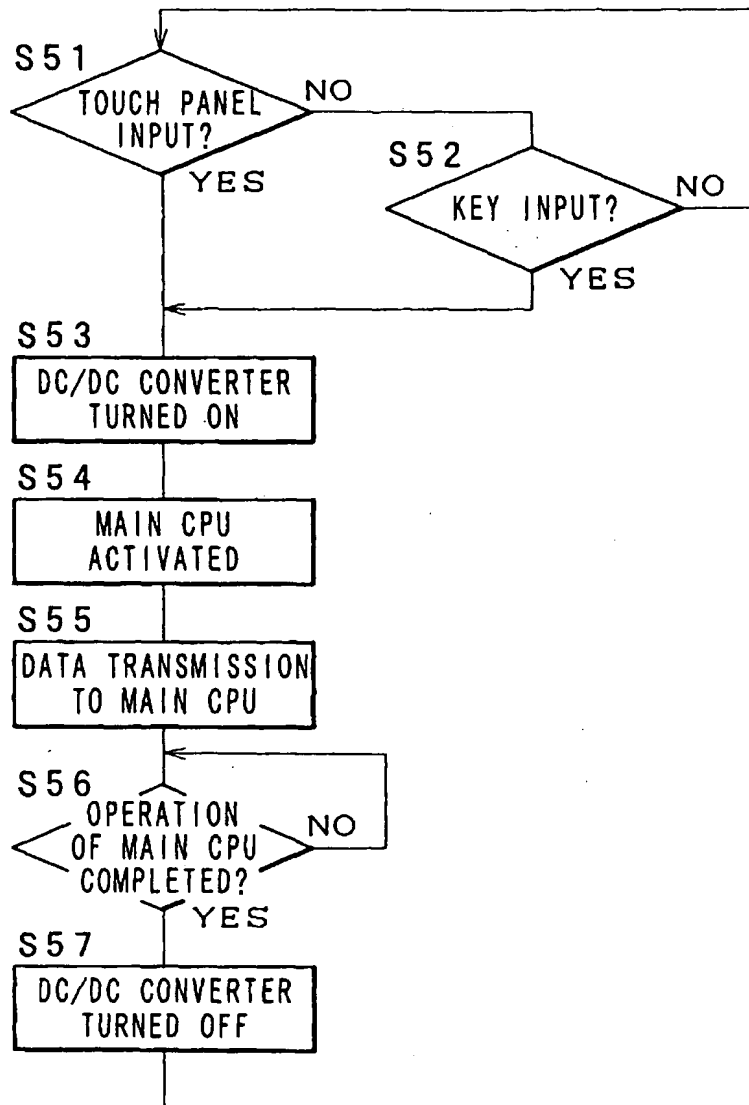 S51
TOUCH PANEL
INPUT?
NO
YES
S52
KEY INPUT?
NO
YES
S53
DC/DC CONVERTER
TURNED ON
S54
MAIN CPU
ACTIVATED
S55
DATA TRANSMISSION
TO MAIN CPU
S56
OPERATION
OF MAIN CPU
COMPLETED?
NO
YES
S57
DC/DC CONVERTER
TURNED OFF